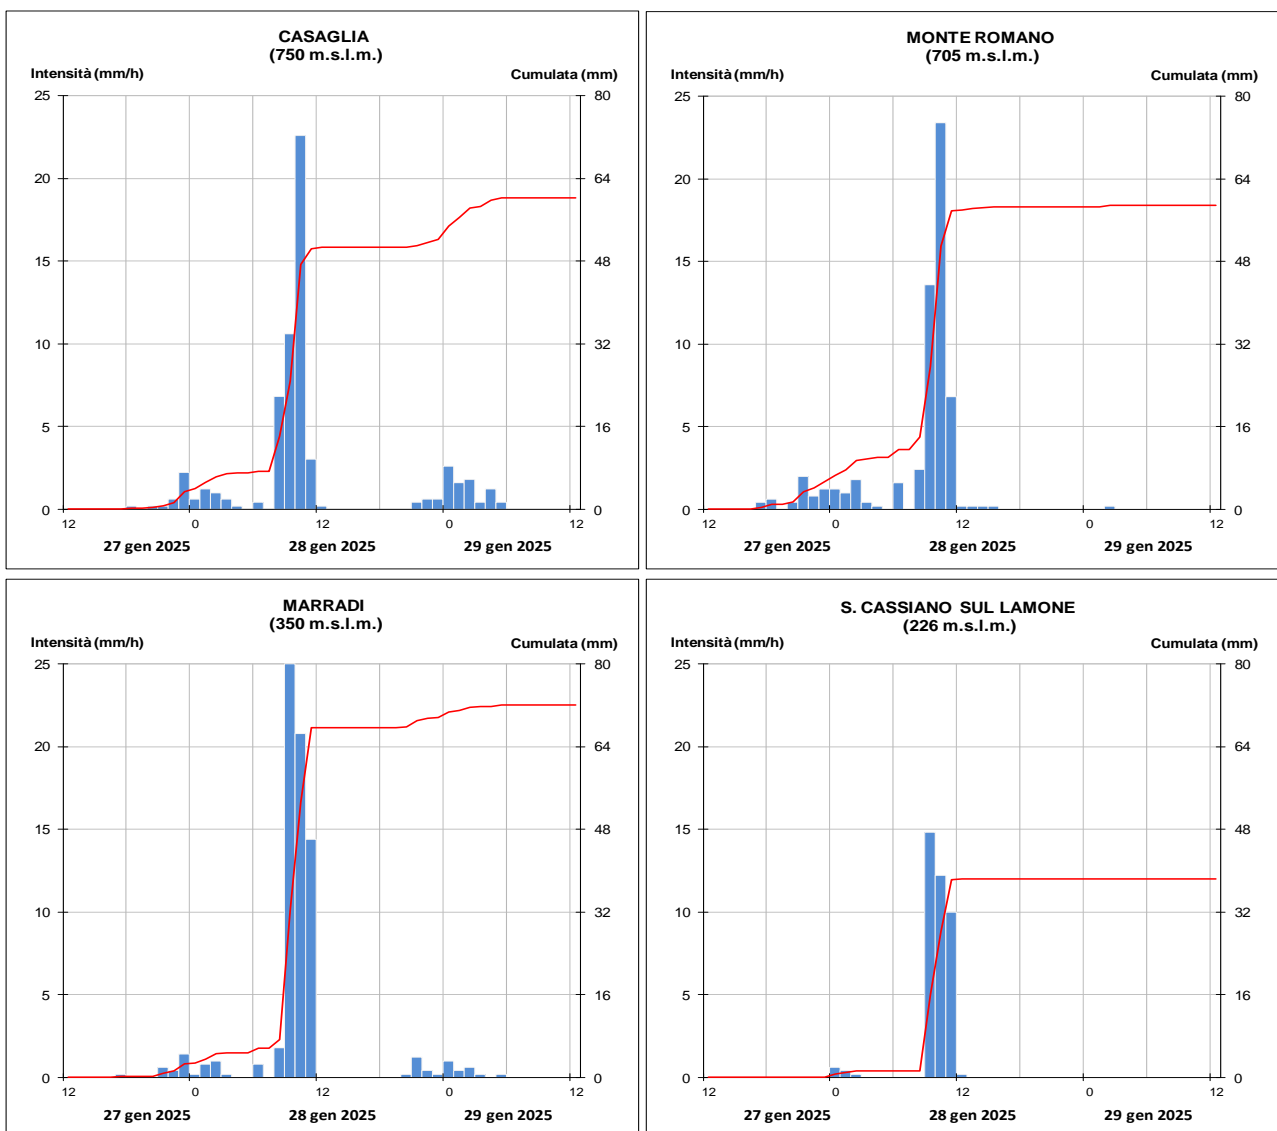 CASAGLIA
(750 m.s.l.m.)
Intensità (mm/h) Cumulata (mm)
25 80
20 64
15 48
10 32
5 16
0 0
12 0 12 0 12
27 gen 2025 28 gen 2025 29 gen 2025
MONTE ROMANO
(705 m.s.l.m.)
Intensità (mm/h) Cumulata (mm)
25 80
20 64
15 48
10 32
5 16
0 0
12 0 12 0 12
27 gen 2025 28 gen 2025 29 gen 2025
MARRADI
(350 m.s.l.m.)
Intensità (mm/h) Cumulata (mm)
25 80
20 64
15 48
10 32
5 16
0 0
12 0 12 0 12
27 gen 2025 28 gen 2025 29 gen 2025
S. CASSIANO SUL LAMONE
(226 m.s.l.m.)
Intensità (mm/h) Cumulata (mm)
25 80
20 64
15 48
10 32
5 16
0 0
12 0 12 0 12
27 gen 2025 28 gen 2025 29 gen 2025